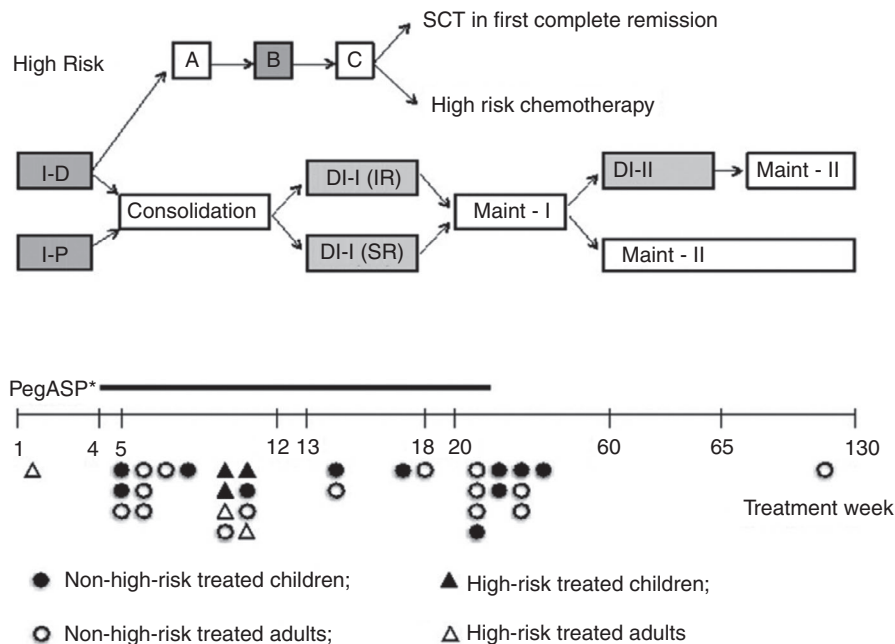 SCT in first complete remission
High Risk
A
B
C
High risk chemotherapy
I-D
DI-I (IR)
DI-II
Maint - II
Consolidation
Maint - I
I-P
DI-I (SR)
Maint - II
PegASP*
1 4 5 12 13 18 20 60 65 130
Treatment week
Non-high-risk treated children;
High-risk treated children;
Non-high-risk treated adults;
High-risk treated adults